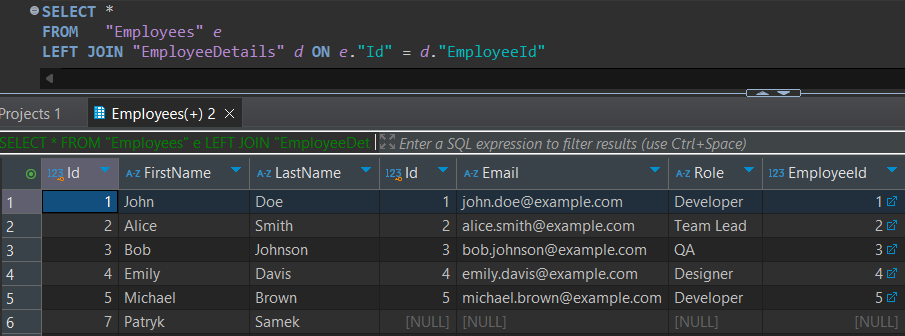 SELECT *
FROM "Employees" e
LEFT JOIN "EmployeeDetails" d ON e."Id" = d."EmployeeId"
Projects 1 Employees(+) 2
SELECT * FROM "Employees" e LEFT JOIN "EmployeeDet Enter a SQL expression to filter results (use Ctrl+Space)
123 Id A-Z FirstName A-Z LastName 123 Id A-Z Email A-Z Role 123 EmployeeId
1 1 John Doe 1 john.doe@example.com Developer 1
2 2 Alice Smith 2 alice.smith@example.com Team Lead 2
3 3 Bob Johnson 3 bob.johnson@example.com QA 3
4 4 Emily Davis 4 emily.davis@example.com Designer 4
5 5 Michael Brown 5 michael.brown@example.com Developer 5
6 7 Patryk Samek [NULL] [NULL] [NULL] [NULL]